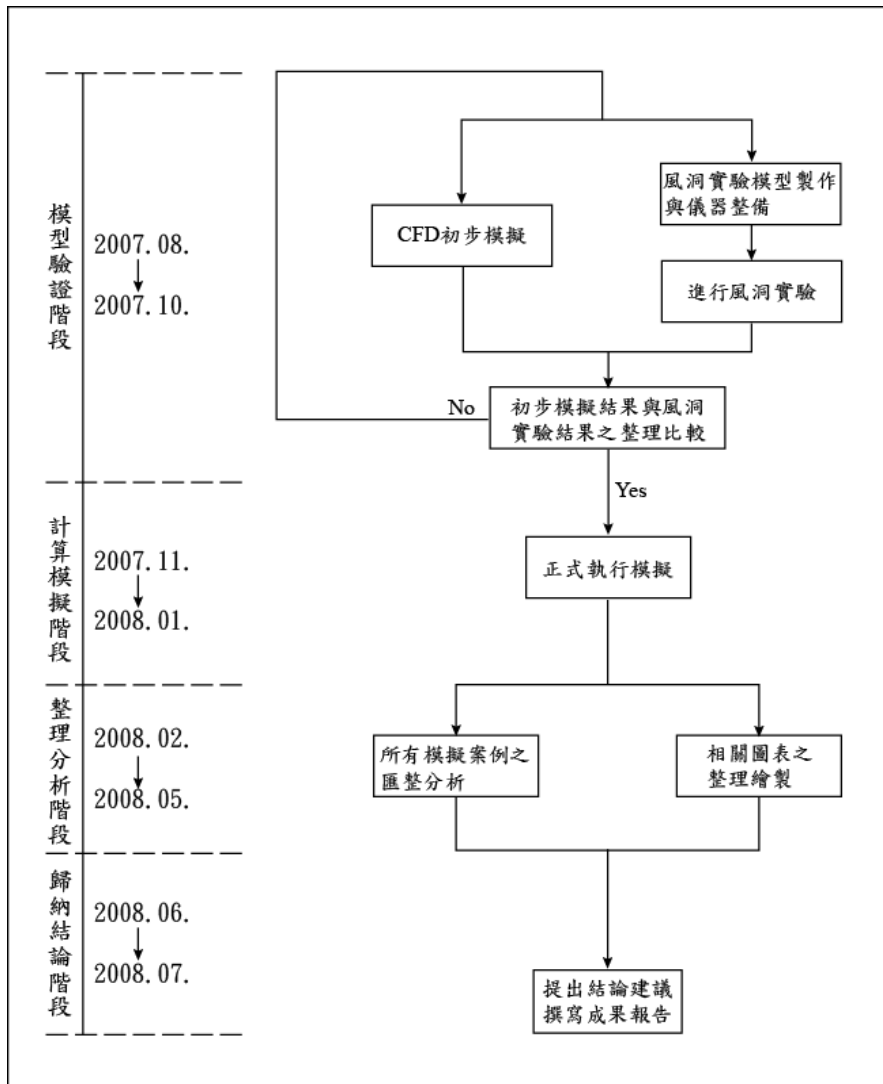 模型驗證階段
2007.08.
2007.10.
CFD初步模擬
風洞實驗模型製作
與儀器整備
進行風洞實驗
No
初步模擬結果與風洞
實驗結果之整理比較
Yes
計算模擬階段
2007.11.
2008.01.
正式執行模擬
整理分析階段
2008.02.
2008.05.
所有模擬案例之
匯整分析
相關圖表之
整理繪製
歸納結論階段
2008.06.
2008.07.
提出結論建議
撰寫成果報告